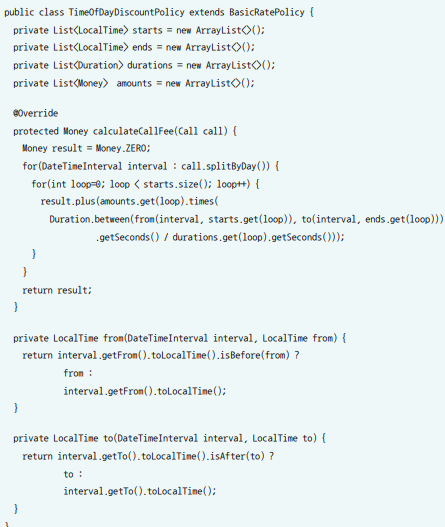 public class TimeOfDayDiscountPolicy extends BasicRatePolicy {
private List<LocalTime> starts = new ArrayList<>();
private List<LocalTime> ends = new ArrayList<>();
private List<Duration> durations = new ArrayList<>();
private List<Money> amounts = new ArrayList<>();
@Override
protected Money calculateCallFee(Call call) {
Money result = Money.ZERO;
for(DateTimeInterval interval : call.splitByDay()) {
for(int loop=0; loop < starts.size(); loop++) {
result.plus(amounts.get(loop).times(
Duration.between(from(interval, starts.get(loop)), to(interval, ends.get(loop)))
.getSeconds() / durations.get(loop).getSeconds()));
}
}
return result;
}
private LocalTime from(DateTimeInterval interval, LocalTime from) {
return interval.getFrom().toLocalTime().isBefore(from) ?
from :
interval.getFrom().toLocalTime();
}
private LocalTime to(DateTimeInterval interval, LocalTime to) {
return interval.getTo().toLocalTime().isAfter(to) ?
to :
interval.getTo().toLocalTime();
}
}